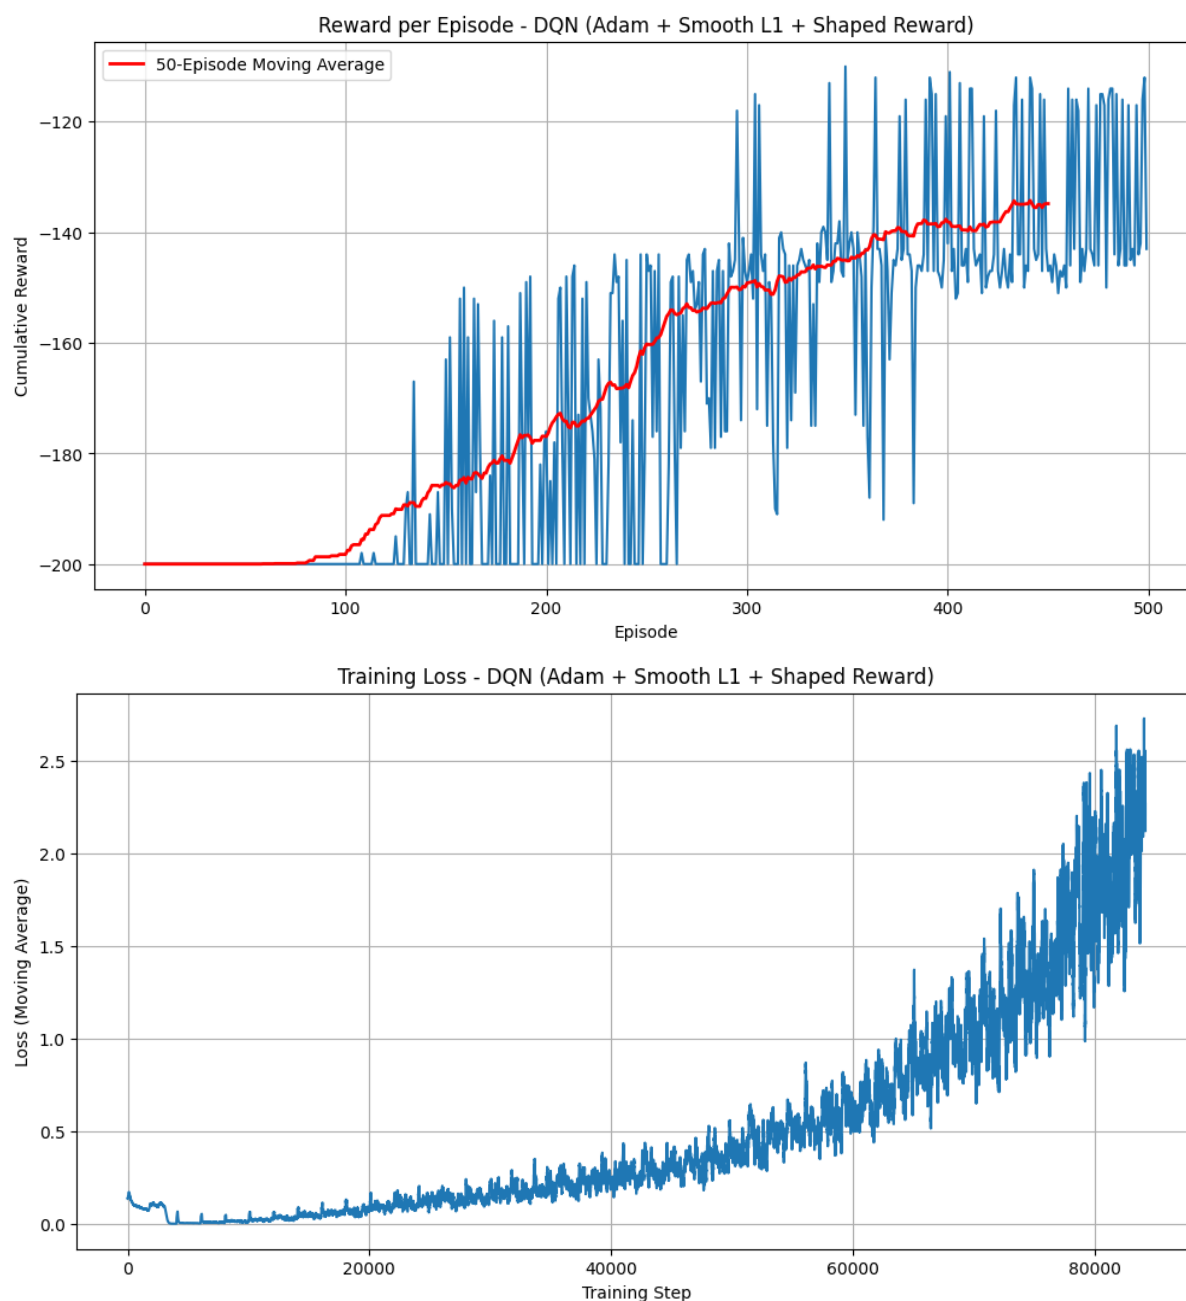 Reward per Episode - DQN (Adam + Smooth L1 + Shaped Reward)
50-Episode Moving Average
−120
−140
−160
−180
−200
Cumulative Reward
0 100 200 300 400 500
Episode
Training Loss - DQN (Adam + Smooth L1 + Shaped Reward)
2.5
2.0
1.5
1.0
0.5
0.0
Loss (Moving Average)
0 20000 40000 60000 80000
Training Step